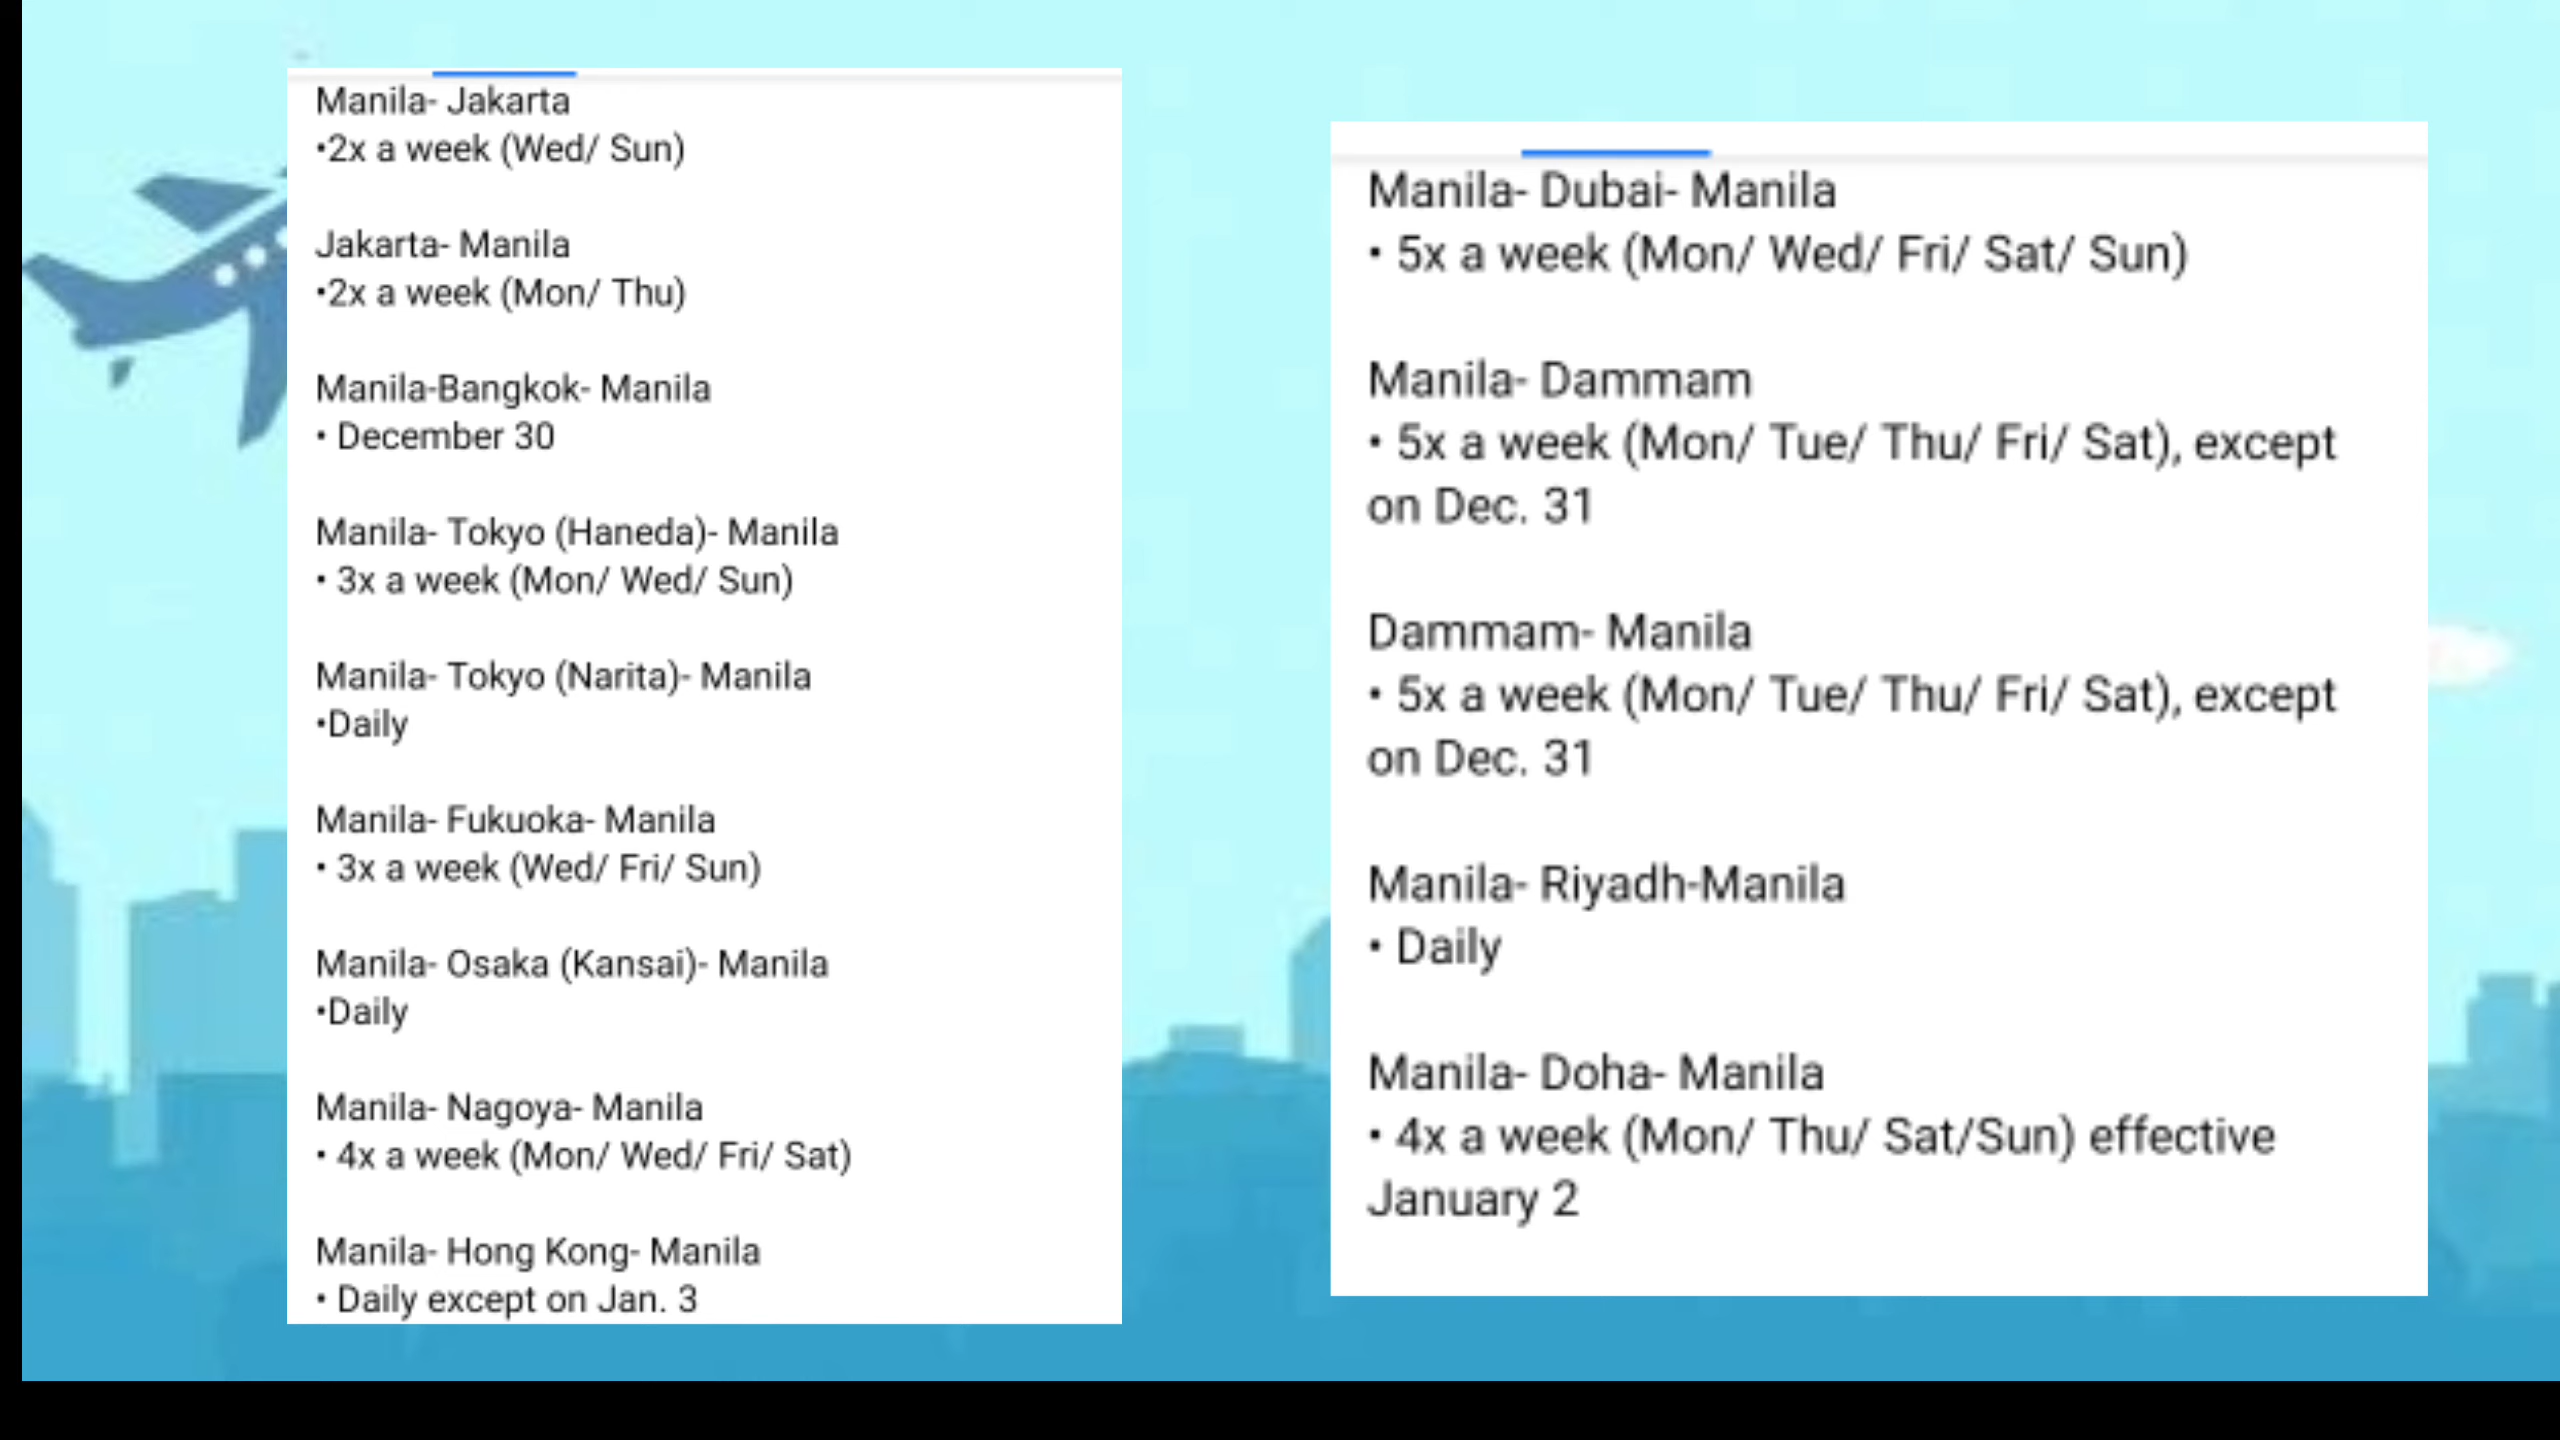 Manila- Jakarta
•2x a week (Wed/ Sun)
Jakarta- Manila
•2x a week (Mon/ Thu)
Manila-Bangkok- Manila
• December 30
Manila- Tokyo (Haneda)- Manila
• 3x a week (Mon/ Wed/ Sun)
Manila- Tokyo (Narita)- Manila
•Daily
Manila- Fukuoka- Manila
• 3x a week (Wed/ Fri/ Sun)
Manila- Osaka (Kansai)- Manila
•Daily
Manila- Nagoya- Manila
• 4x a week (Mon/ Wed/ Fri/ Sat)
Manila- Hong Kong- Manila
• Daily except on Jan. 3
Manila- Dubai- Manila
• 5x a week (Mon/ Wed/ Fri/ Sat/ Sun)
Manila- Dammam
• 5x a week (Mon/ Tue/ Thu/ Fri/ Sat), except
on Dec. 31
Dammam- Manila
• 5x a week (Mon/ Tue/ Thu/ Fri/ Sat), except
on Dec. 31
Manila- Riyadh-Manila
• Daily
Manila- Doha- Manila
• 4x a week (Mon/ Thu/ Sat/Sun) effective
January 2